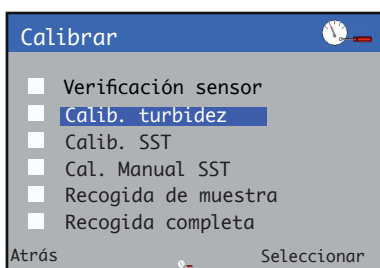 Calibrar
Verificación sensor
Calib. turbidez
Calib. SST
Cal. Manual SST
Recogida de muestra
Recogida completa
Atrás Seleccionar